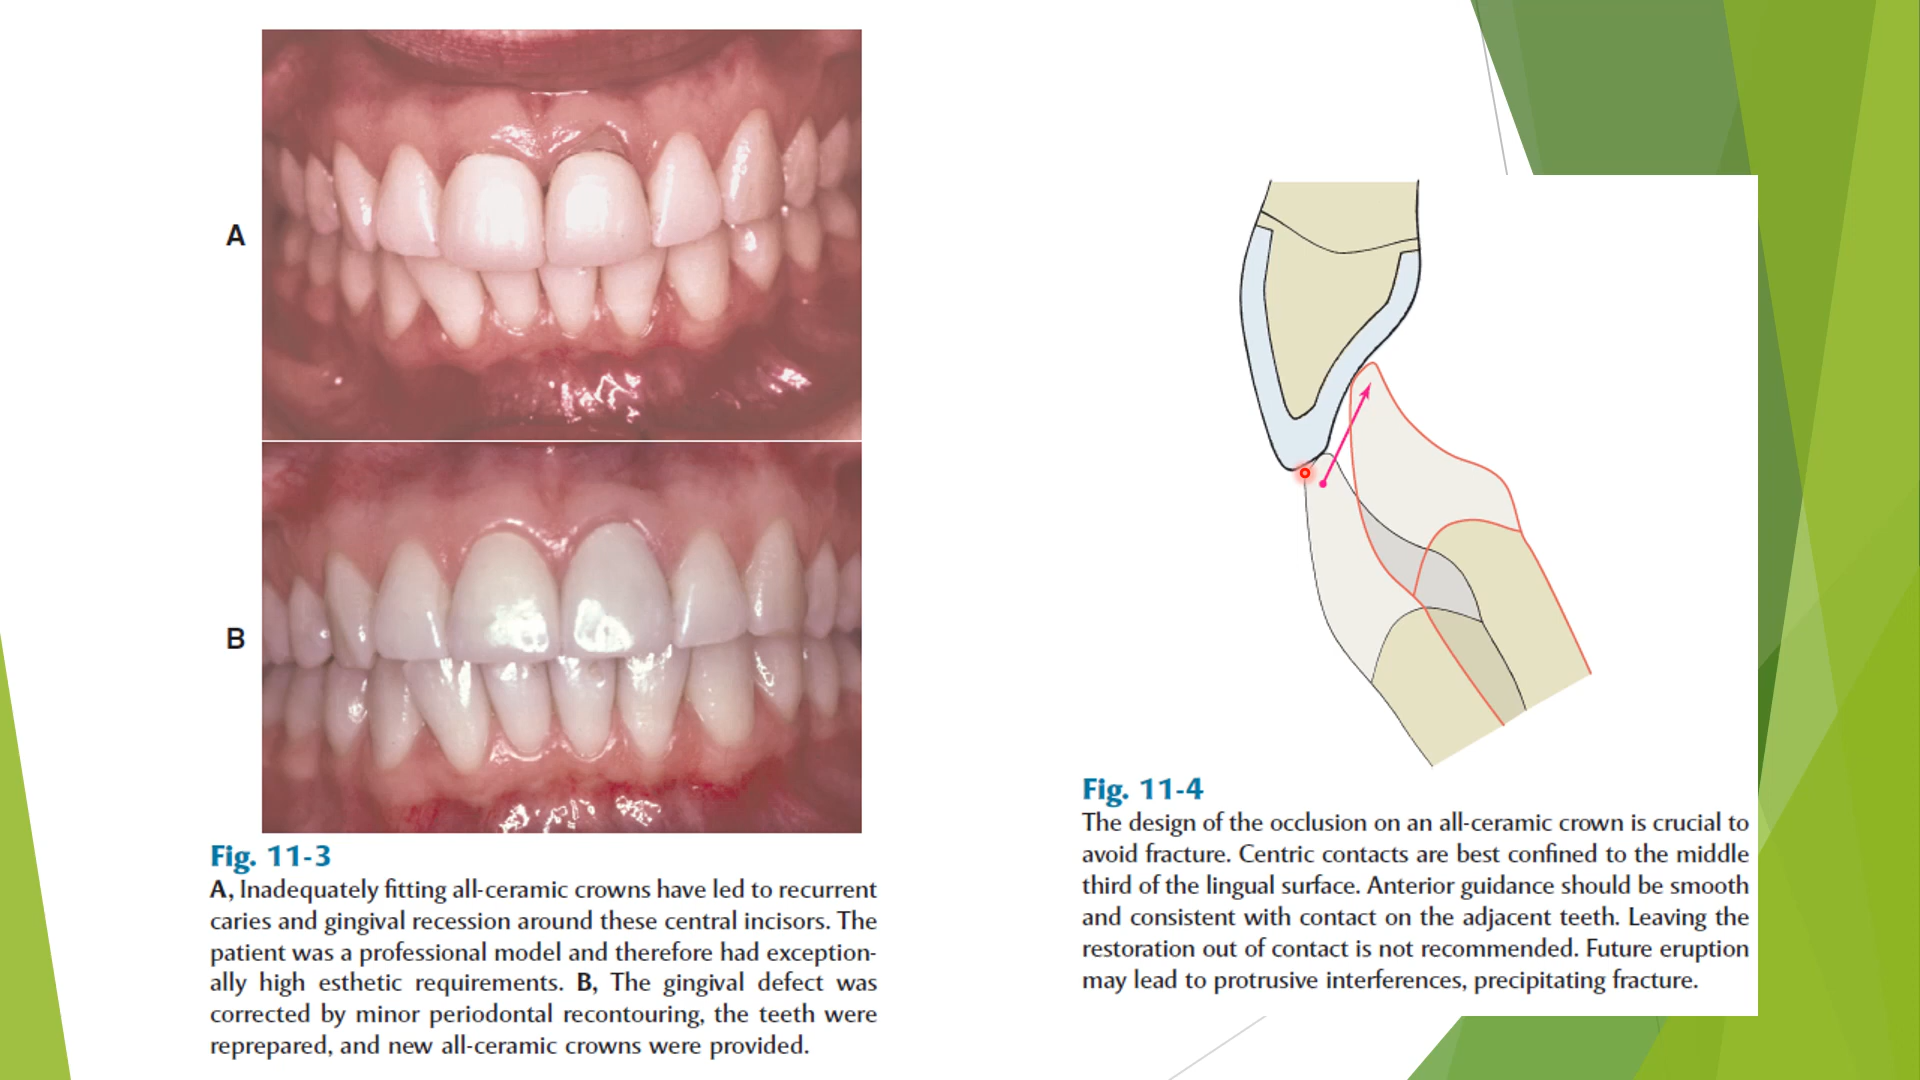 A
B
Fig. 11-3
A, Inadequately fitting all-ceramic crowns have led to recurrent
caries and gingival recession around these central incisors. The
patient was a professional model and therefore had exception-
ally high esthetic requirements. B, The gingival defect was
corrected by minor periodontal recontouring, the teeth were
reprepared, and new all-ceramic crowns were provided.
Fig. 11-4
The design of the occlusion on an all-ceramic crown is crucial to
avoid fracture. Centric contacts are best confined to the middle
third of the lingual surface. Anterior guidance should be smooth
and consistent with contact on the adjacent teeth. Leaving the
restoration out of contact is not recommended. Future eruption
may lead to protrusive interferences, precipitating fracture.